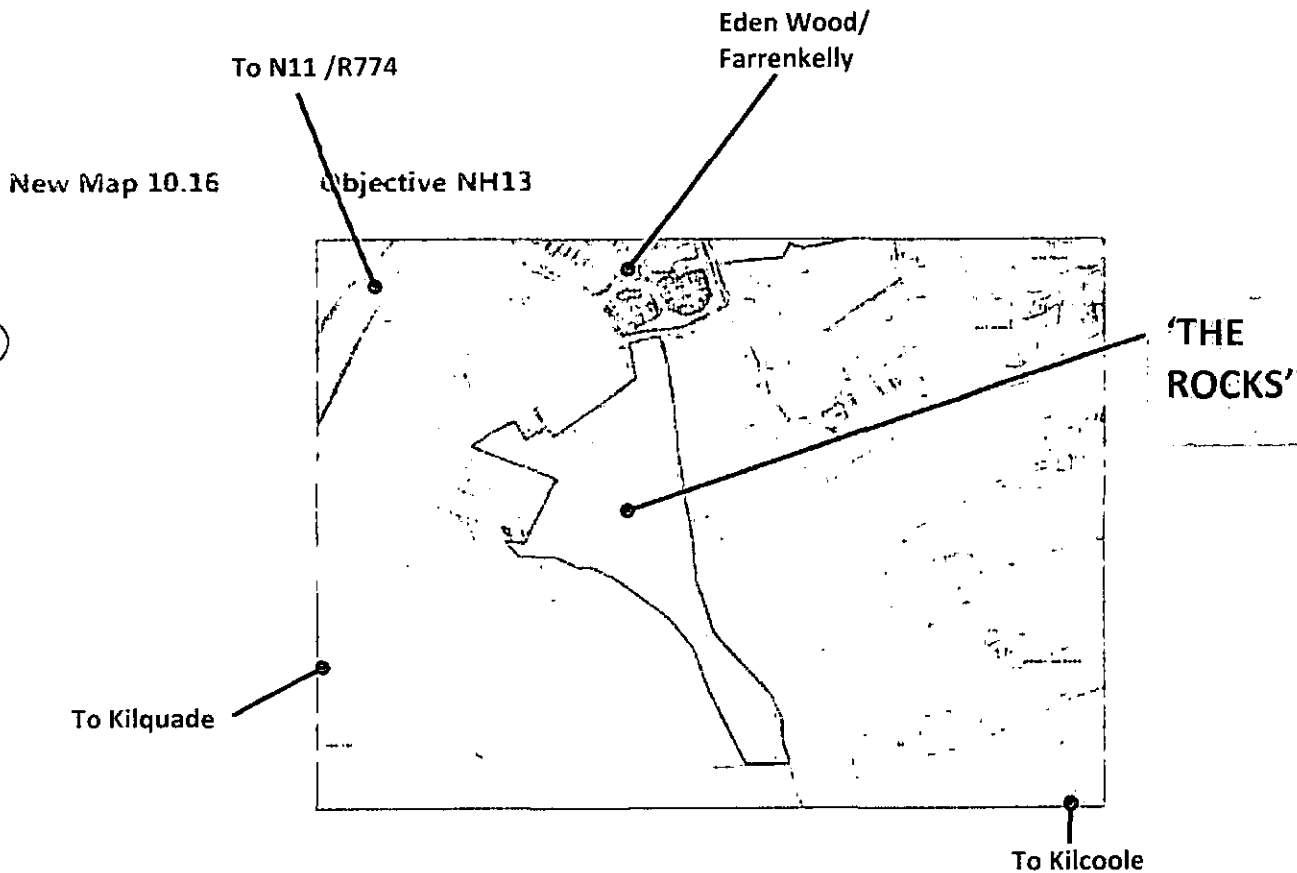 Eden Wood/
Farrenkelly
To N11 /R774
New Map 10.16 Objective NH13
'THE
ROCKS'
To Kilquade
To Kilcoole